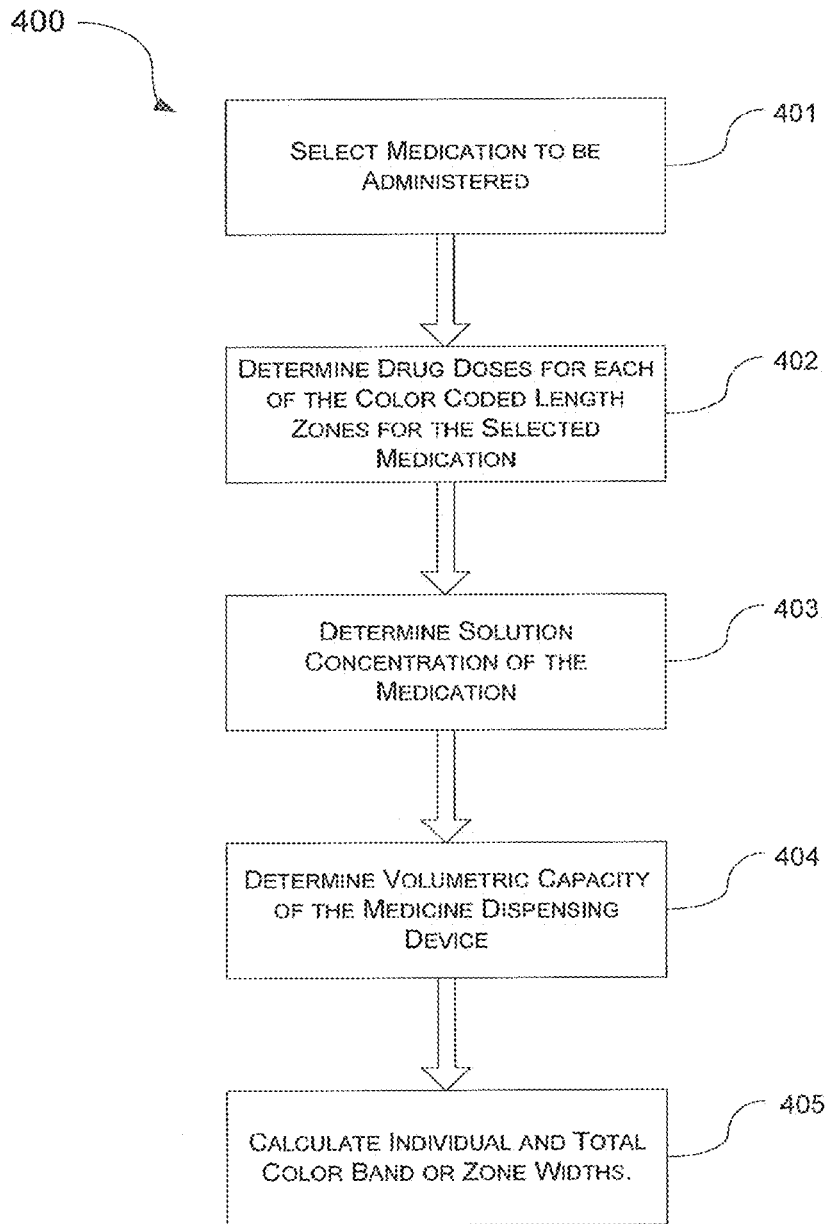 400
SELECT MEDICATION TO BE
ADMINISTERED
401
DETERMINE DRUG DOSES FOR EACH
OF THE COLOR CODED LENGTH
ZONES FOR THE SELECTED
MEDICATION
402
DETERMINE SOLUTION
CONCENTRATION OF THE
MEDICATION
403
DETERMINE VOLUMETRIC CAPACITY
OF THE MEDICINE DISPENSING
DEVICE
404
CALCULATE INDIVIDUAL AND TOTAL
COLOR BAND OR ZONE WIDTHS.
405